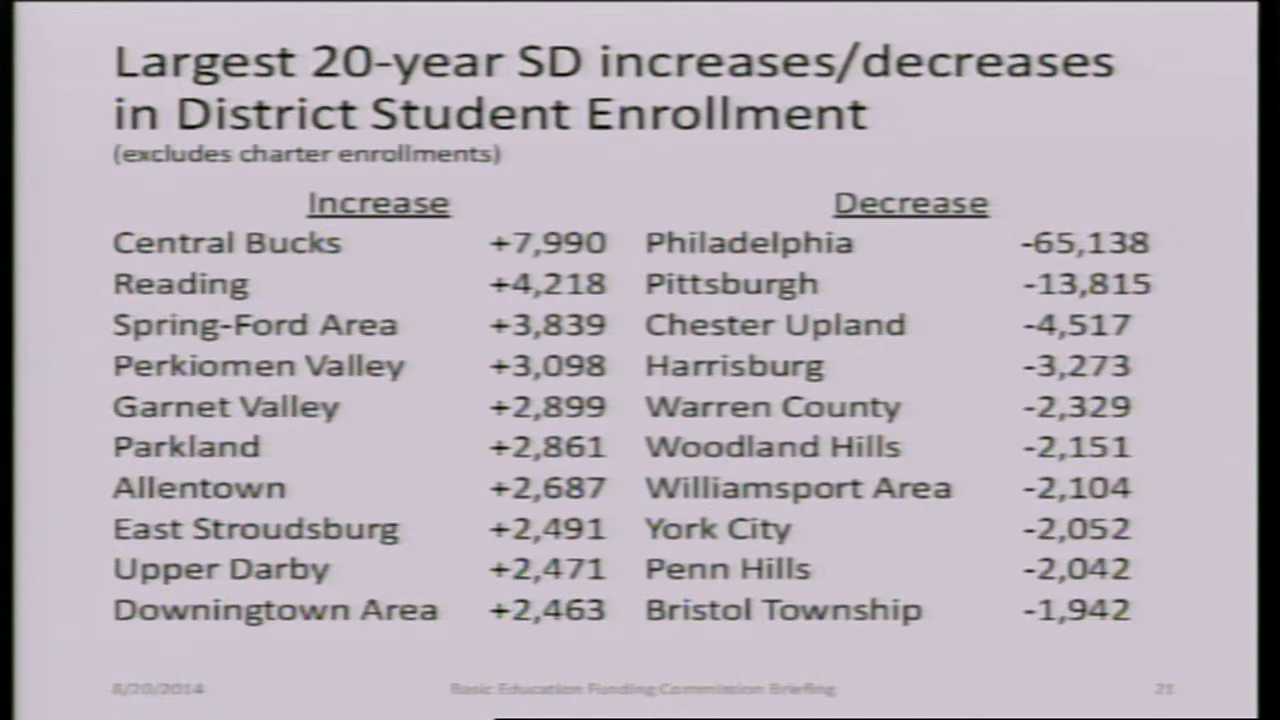 Largest 20-year SD increases/decreases
in District Student Enrollment
(excludes charter enrollments)
Increase Decrease
Central Bucks +7,990 Philadelphia -65,138
Reading +4,218 Pittsburgh -13,815
Spring-Ford Area +3,839 Chester Upland -4,517
Perkiomen Valley +3,098 Harrisburg -3,273
Garnet Valley +2,899 Warren County -2,329
Parkland +2,861 Woodland Hills -2,151
Allentown +2,687 Williamsport Area -2,104
East Stroudsburg +2,491 York City -2,052
Upper Darby +2,471 Penn Hills -2,042
Downingtown Area +2,463 Bristol Township -1,942
8/20/2014 Basic Education Funding Commission Briefing 21